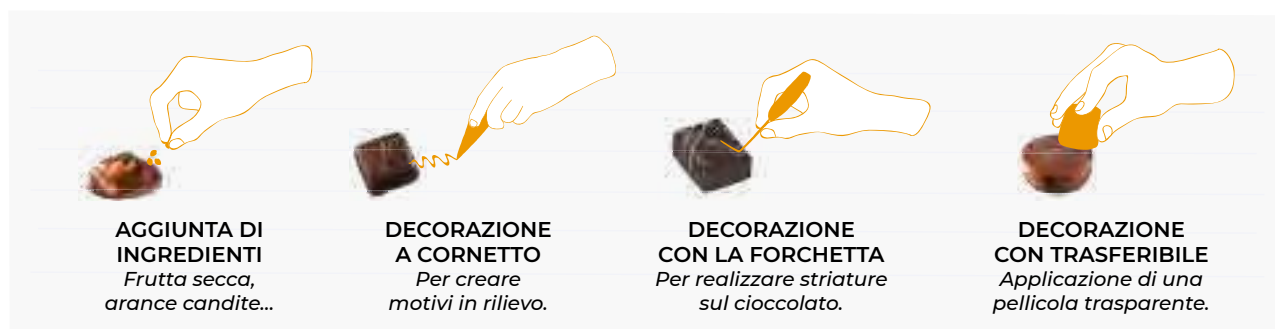 AGGIUNTA DI
INGREDIENTI
Frutta secca,
arance candite...
DECORAZIONE
A CORNETTO
Per creare
motivi in rilievo.
DECORAZIONE
CON LA FORCHETTA
Per realizzare striature
sul cioccolato.
DECORAZIONE
CON TRASFERIBILE
Applicazione di una
pellicola trasparente.